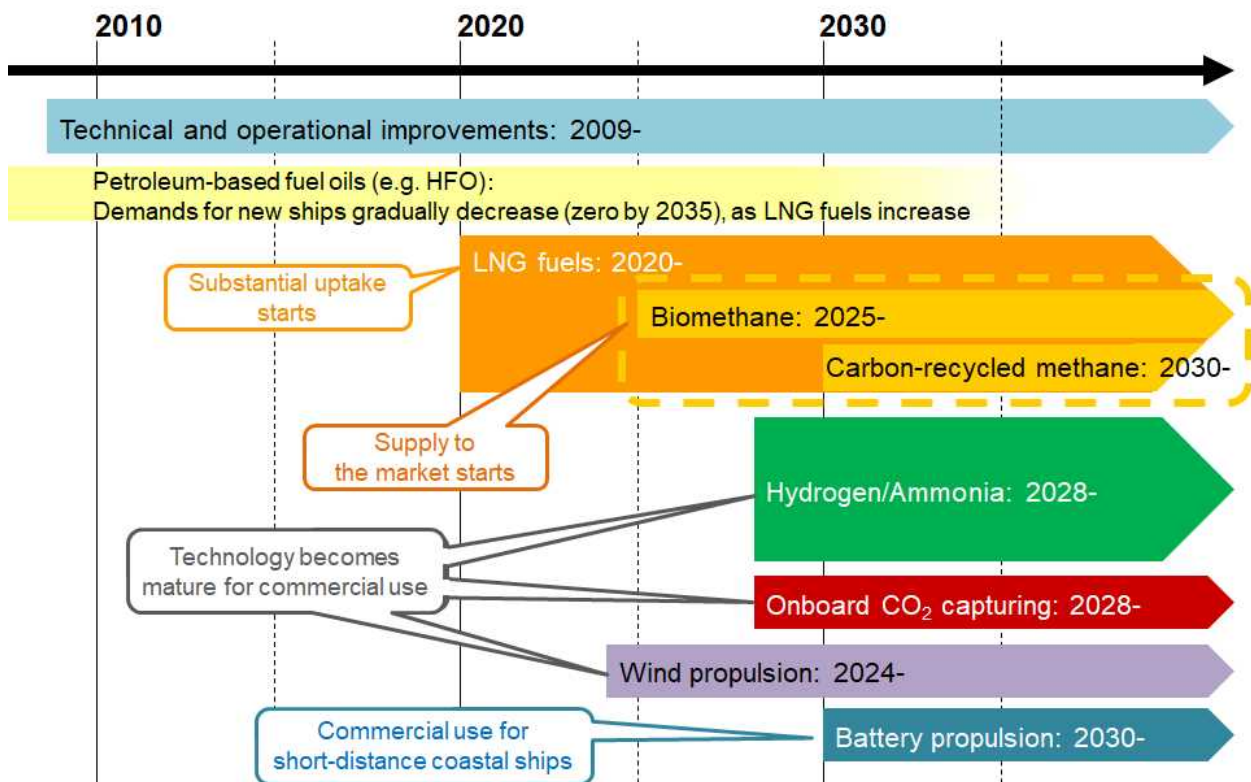 2010
2020
2030
Technical and operational improvements: 2009-
Petroleum-based fuel oils (e.g. HFO):
Demands for new ships gradually decrease (zero by 2035), as LNG fuels increase
LNG fuels: 2020-
Substantial uptake
starts
Biomethane: 2025-
Carbon-recycled methane: 2030-
Supply to
the market starts
Hydrogen/Ammonia: 2028-
Technology becomes
mature for commercial use
Onboard CO₂ capturing: 2028-
Wind propulsion: 2024-
Commercial use for
short-distance coastal ships
Battery propulsion: 2030-